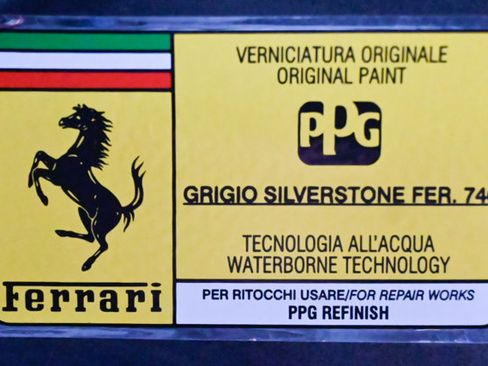 VERNICIATURA ORIGINALE
ORIGINAL PAINT
PPG
GRIGIO SILVERSTONE FER. 74
TECNOLOGIA ALL'ACQUA
WATERBORNE TECHNOLOGY
Ferrari
PER RITOCCHI USARE/FOR REPAIR WORKS
PPG REFINISH